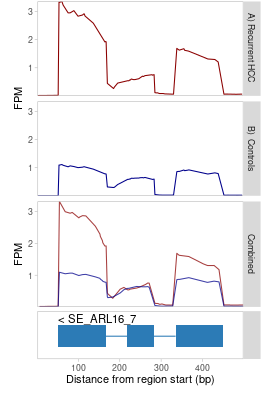 3
2
1
FPM
A) Recurrent HCC
3
2
1
B) Controls
3
2
1
FPM
Combined
< SE_ARL16_7
100 200 300 400
Distance from region start (bp)